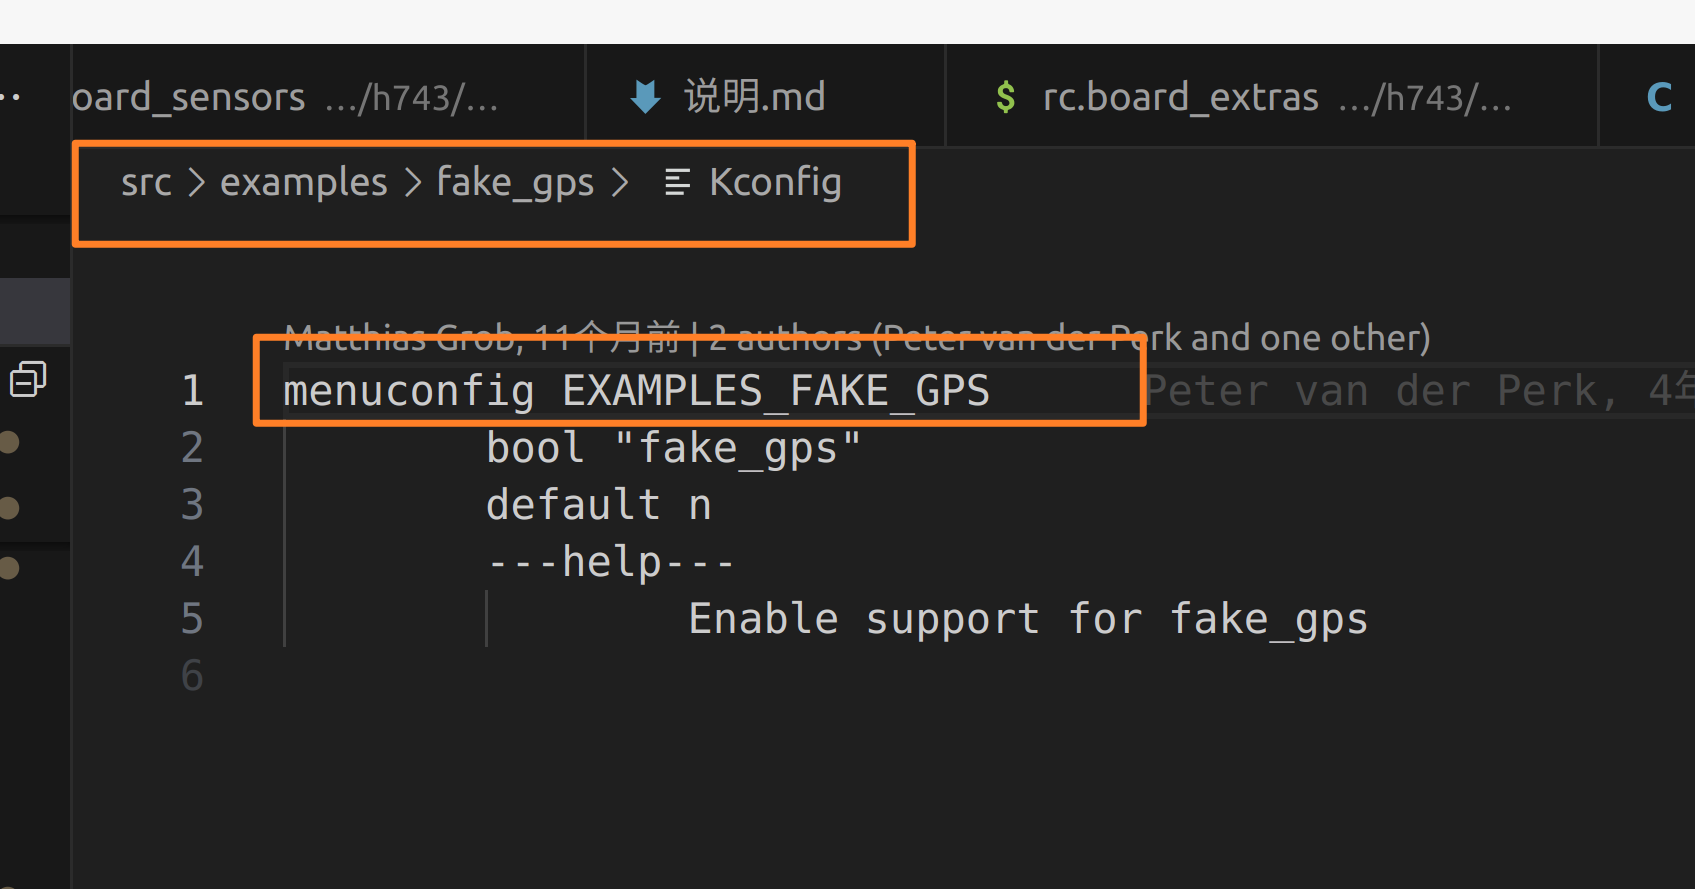 oard_sensors .../h743/... 说明.md $ rc.board_extras .../h743/... C
src > examples > fake_gps > Kconfig
Matthias Grob, 11个月前 | 2 authors (Peter van der Perk and one other)
1 menuconfig EXAMPLES_FAKE_GPS Peter van der Perk, 4年
2 bool "fake_gps"
3 default n
4 ---help---
5 Enable support for fake_gps
6